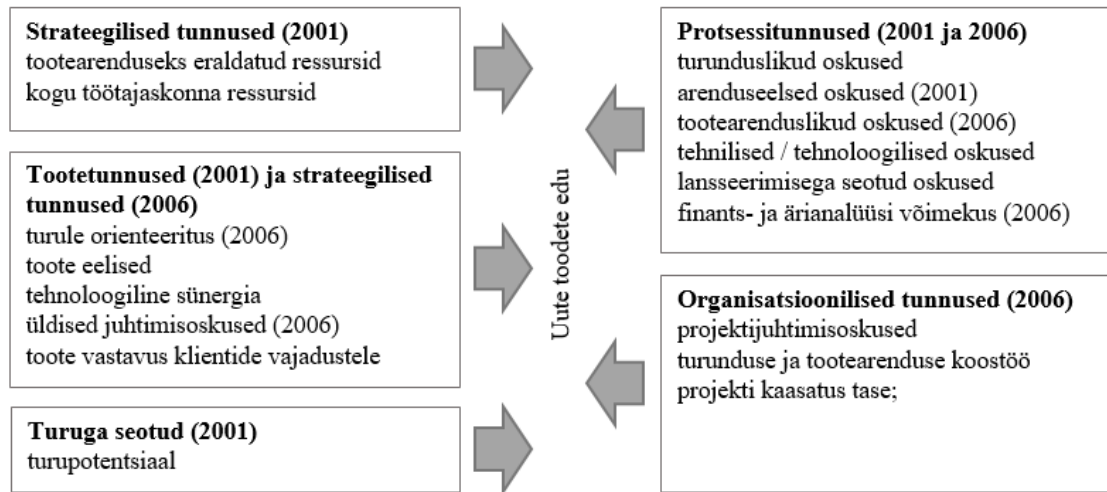 Strateegilised tunnused (2001)
tootearenduseks eraldatud ressursid
kogu töötajaskonna ressursid
Tootetunnused (2001) ja strateegilised
tunnused (2006)
turule orienteeritus (2006)
toote eelised
tehnoloogiline sünergia
üldised juhtimisoskused (2006)
toote vastavus klientide vajadustele
Turuga seotud (2001)
turupotentsiaal
Uute toodete edu
Protsessitunnused (2001 ja 2006)
turunduslikud oskused
arenduseelsed oskused (2001)
tootearenduslikud oskused (2006)
tehnilised / tehnoloogilised oskused
lansseerimisega seotud oskused
finants- ja ärianalüüsi võimekus (2006)
Organisatsioonilised tunnused (2006)
projektijuhtimisoskused
turunduse ja tootearenduse koostöö
projekti kaasatus tase;